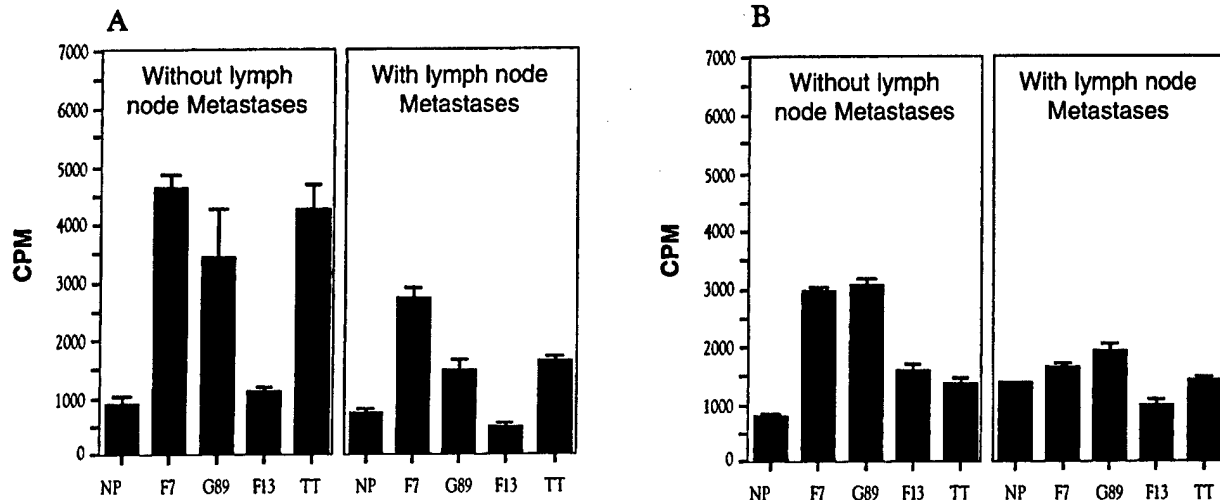 A
7000
6000
5000
4000
3000
2000
1000
0
CPM
Without lymph
node Metastases
With lymph node
Metastases
NP F7 G89 F13 TT
NP F7 G89 F13 TT
B
7000
6000
5000
4000
3000
2000
1000
0
CPM
Without lymph
node Metastases
With lymph node
Metastases
NP F7 G89 F13 TT
NP F7 G89 F13 TT